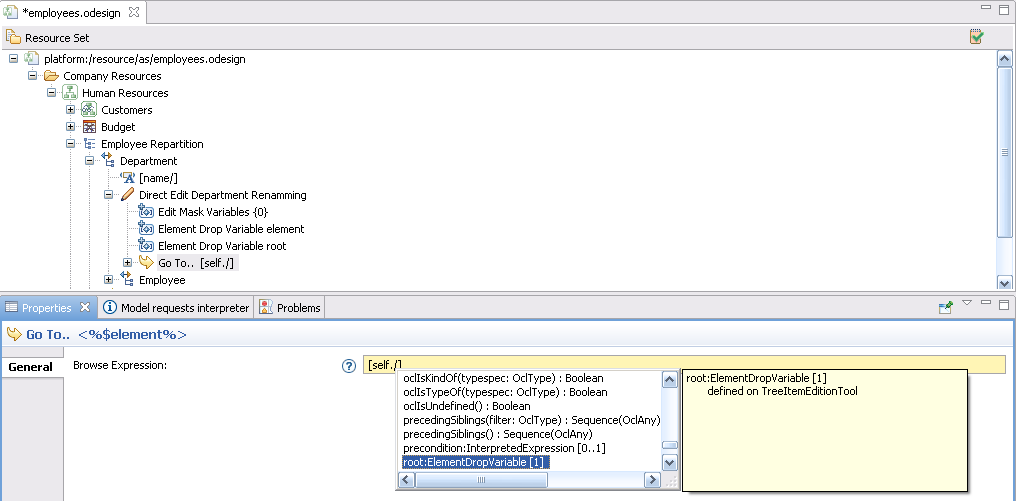 *employees.odesign
Resource Set
platform:/resource/as/employees.odesign
Company Resources
Human Resources
Customers
Budget
Employee Repartition
Department
[name/]
Direct Edit Department Renamming
Edit Mask Variables {0}
Element Drop Variable element
Element Drop Variable root
Go To.. [self./]
Employee
Properties Model requests interpreter Problems
Go To.. <%$element%>
General
Browse Expression: ? [self./]
oclIsKindOf(typespec: OclType) : Boolean
oclIsTypeOf(typespec: OclType) : Boolean
oclIsUndefined() : Boolean
precedingSiblings(filter: OclType) : Sequence(OclAny)
precedingSiblings() : Sequence(OclAny)
precondition:InterpretedExpression [0..1]
root:ElementDropVariable [1]
root:ElementDropVariable [1]
defined on TreeItemEditionTool